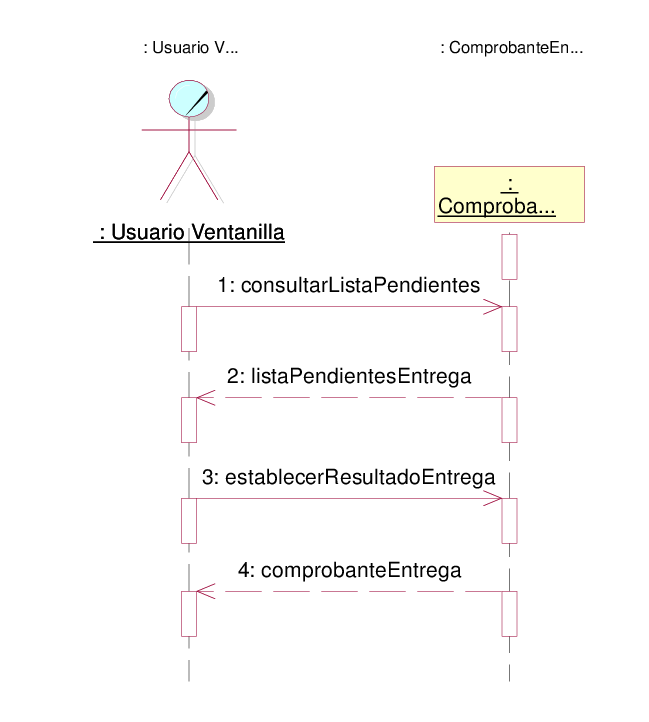 : Usuario V...
: ComprobanteEn...
:
Comproba...
: Usuario Ventanilla
1: consultarListaPendientes
2: listaPendientesEntrega
3: establecerResultadoEntrega
4: comprobanteEntrega